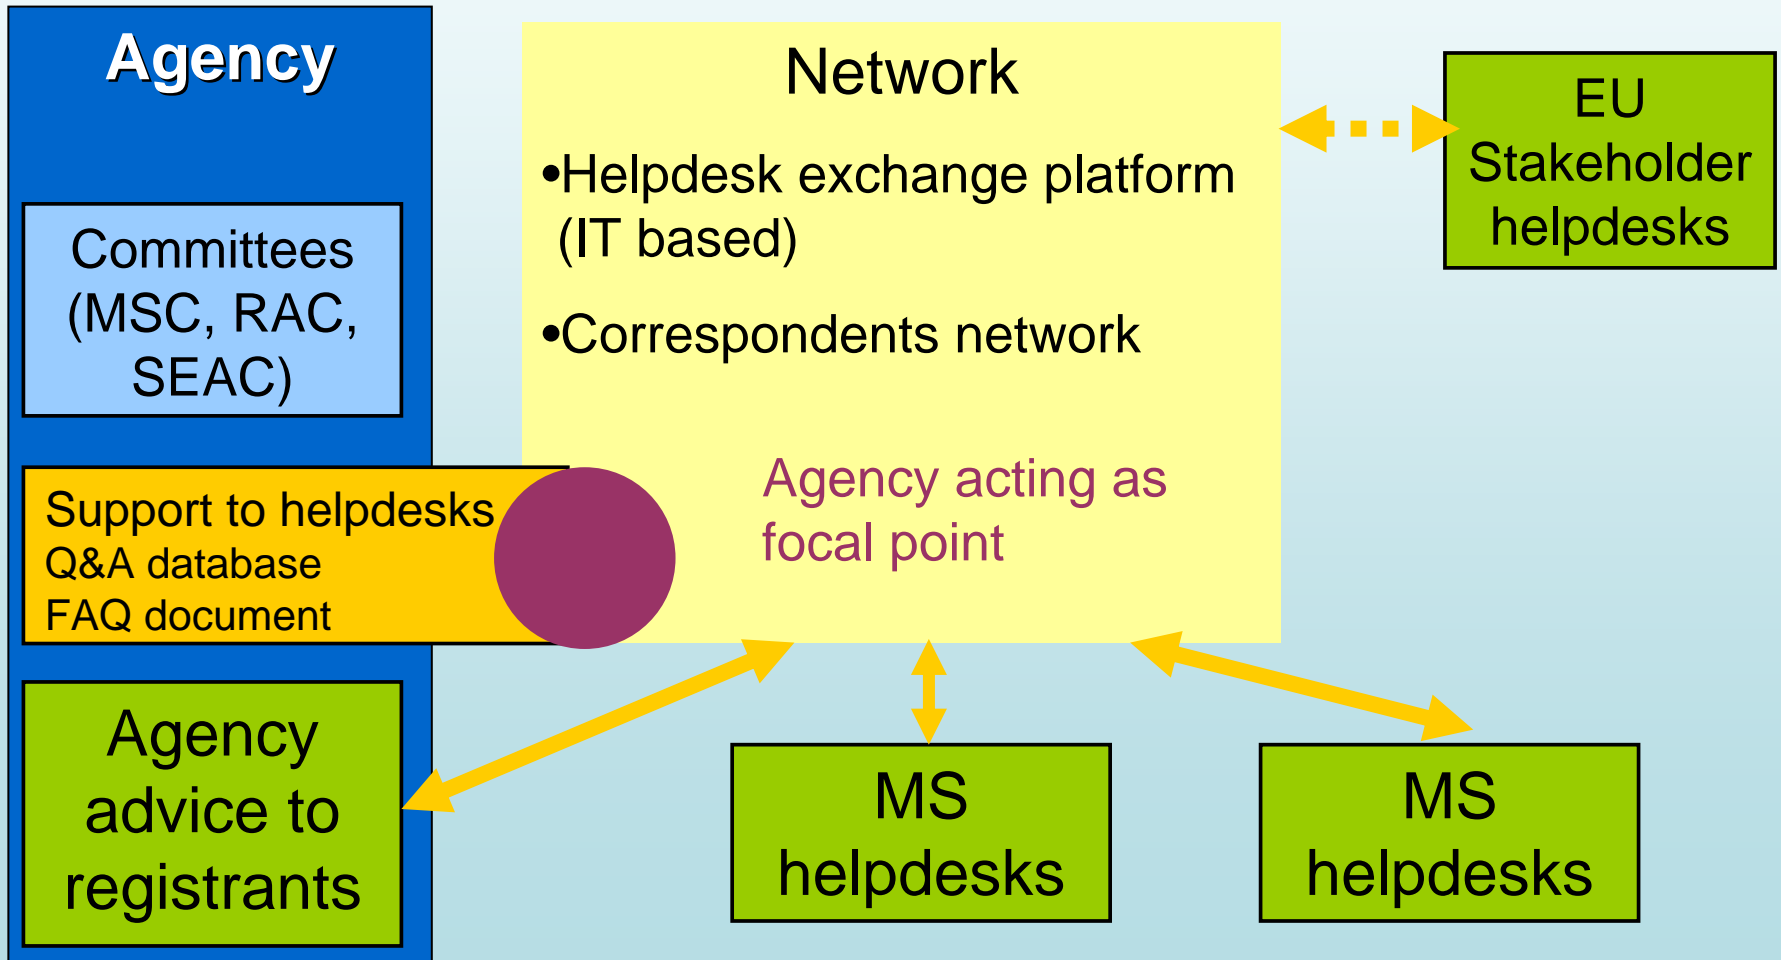 Agency
Committees
(MSC, RAC,
SEAC)
Support to helpdesks
Q&A database
FAQ document
Agency
advice to
registrants
Network
•Helpdesk exchange platform
(IT based)
•Correspondents network
Agency acting as
focal point
EU
Stakeholder
helpdesks
MS
helpdesks
MS
helpdesks